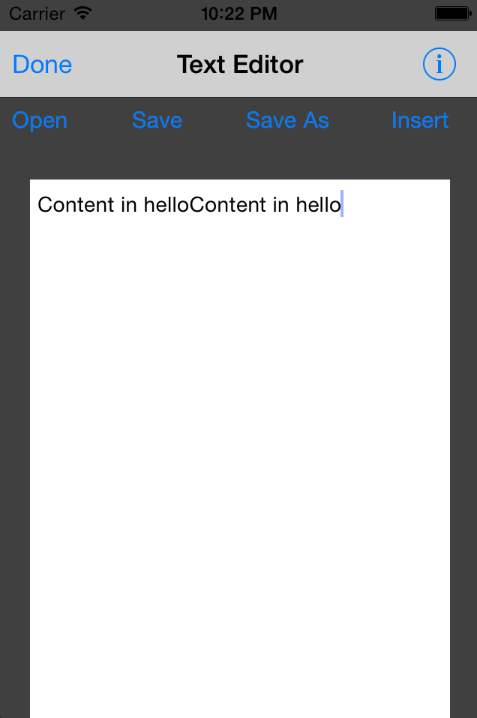 Carrier 10:22 PM
Done Text Editor i
Open Save Save As Insert
Content in helloContent in hello